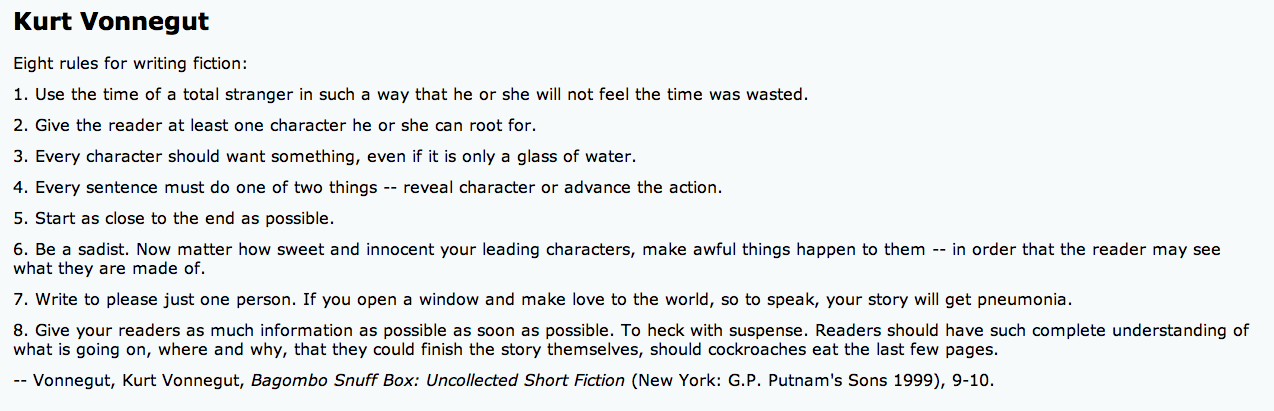 Kurt Vonnegut
Eight rules for writing fiction:
1. Use the time of a total stranger in such a way that he or she will not feel the time was wasted.
2. Give the reader at least one character he or she can root for.
3. Every character should want something, even if it is only a glass of water.
4. Every sentence must do one of two things -- reveal character or advance the action.
5. Start as close to the end as possible.
6. Be a sadist. Now matter how sweet and innocent your leading characters, make awful things happen to them -- in order that the reader may see
what they are made of.
7. Write to please just one person. If you open a window and make love to the world, so to speak, your story will get pneumonia.
8. Give your readers as much information as possible as soon as possible. To heck with suspense. Readers should have such complete understanding of
what is going on, where and why, that they could finish the story themselves, should cockroaches eat the last few pages.
-- Vonnegut, Kurt Vonnegut, Bagombo Snuff Box: Uncollected Short Fiction (New York: G.P. Putnam's Sons 1999), 9-10.